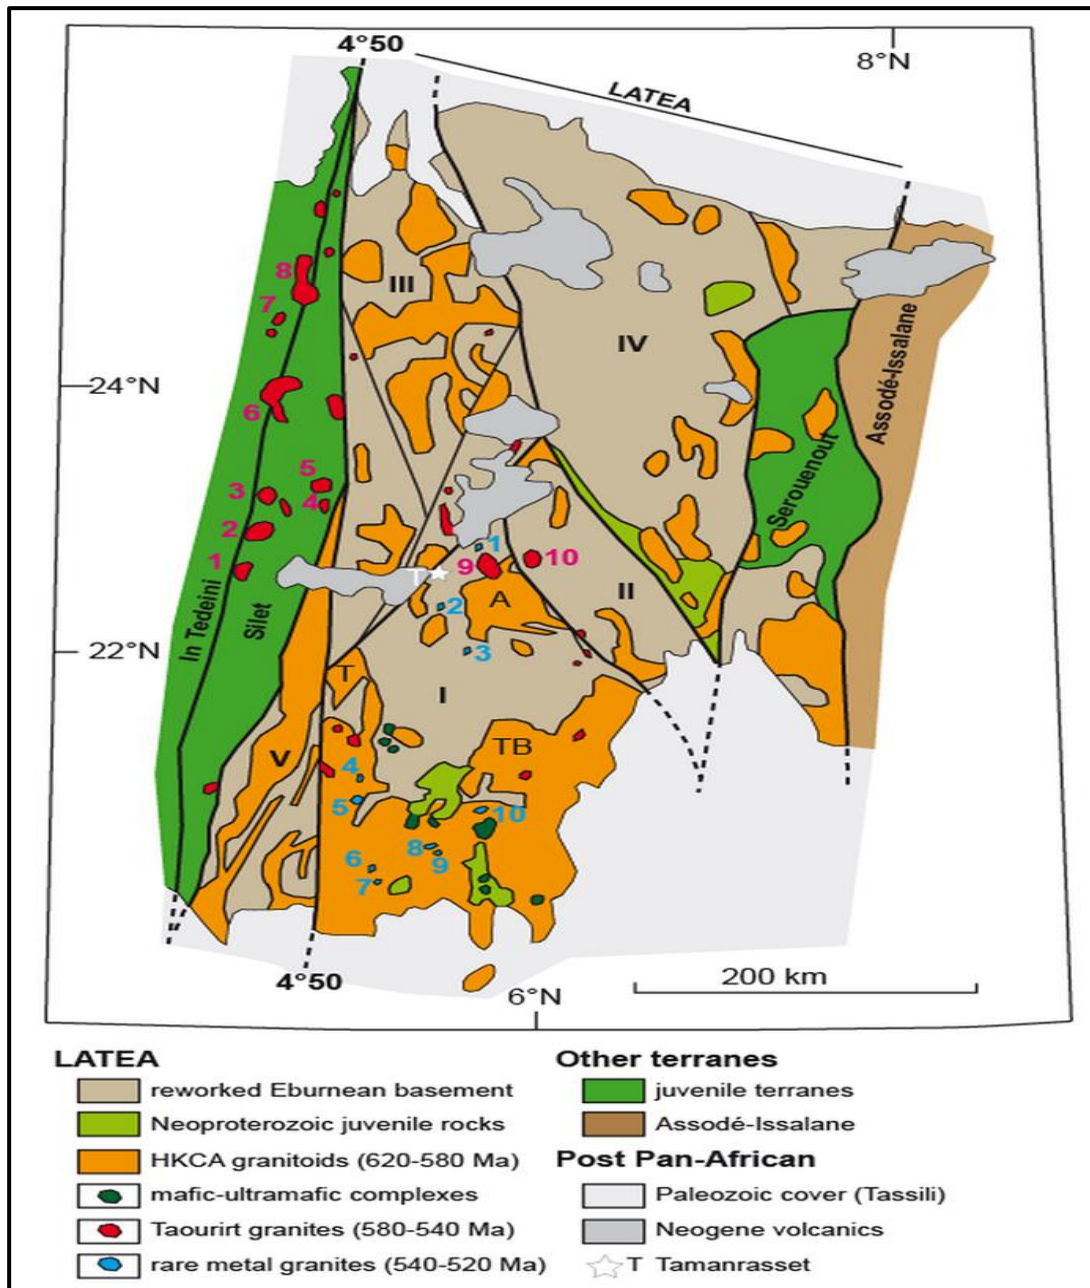 4°50
8°N
LATEA
III
8
7
IV
24°N
6
Assodé-Issalane
5
3
4
Serouenout
2
1
1
9
10
T
A
II
2
In Tedeini
Silet
22°N
3
T
I
TB
V
4
5
10
8
6
9
7
4°50
6°N
200 km
LATEA
reworked Eburnean basement
Neoproterozoic juvenile rocks
HKCA granitoids (620-580 Ma)
mafic-ultramafic complexes
Taourirt granites (580-540 Ma)
rare metal granites (540-520 Ma)
Other terranes
juvenile terranes
Assodé-Issalane
Post Pan-African
Paleozoic cover (Tassili)
Neogene volcanics
T Tamanrasset